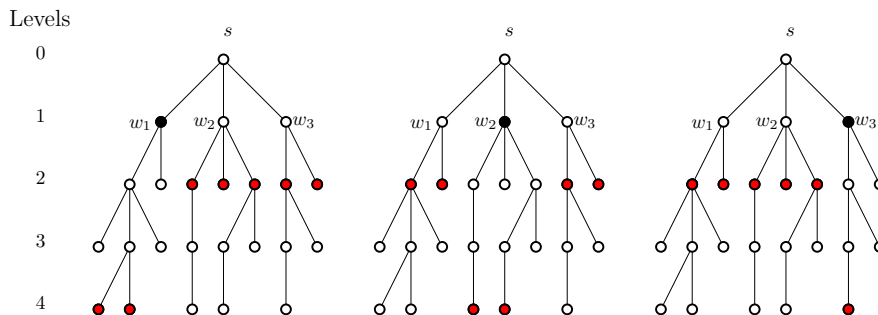 Levels
s s s
0
1 w₁ w₂ w₃ w₁ w₂ w₃ w₁ w₂ w₃
2
3
4